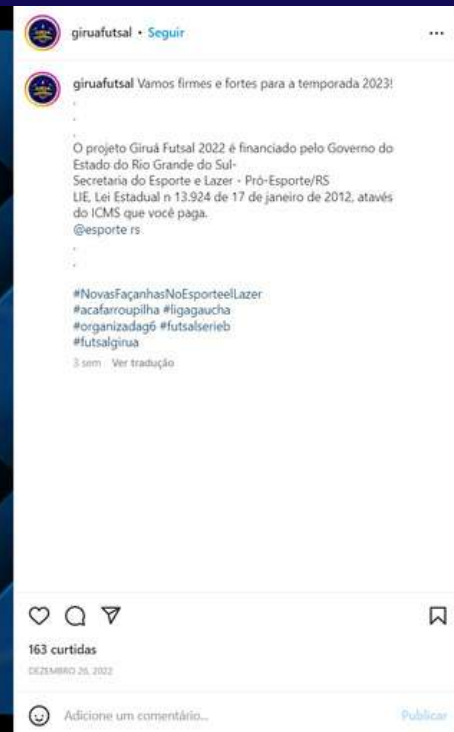 giruafutsal • Seguir
giruafutsal Vamos firmes e fortes para a temporada 2023!
.
.
.
O projeto Giruá Futsal 2022 é financiado pelo Governo do
Estado do Rio Grande do Sul-
Secretaria do Esporte e Lazer - Pró-Esporte/RS
LIE, Lei Estadual n 13.924 de 17 de janeiro de 2012, atavés
do ICMS que você paga.
@esporte rs
.
.
#NovasFaçanhasNoEsporteelLazer
#acafarroupilha #ligagaucha
#organizadag6 #futsalserieb
#futsalgirua
3 sem Ver tradução
163 curtidas
DEZEMBRO 26, 2022
Adicione um comentário...
Publicar